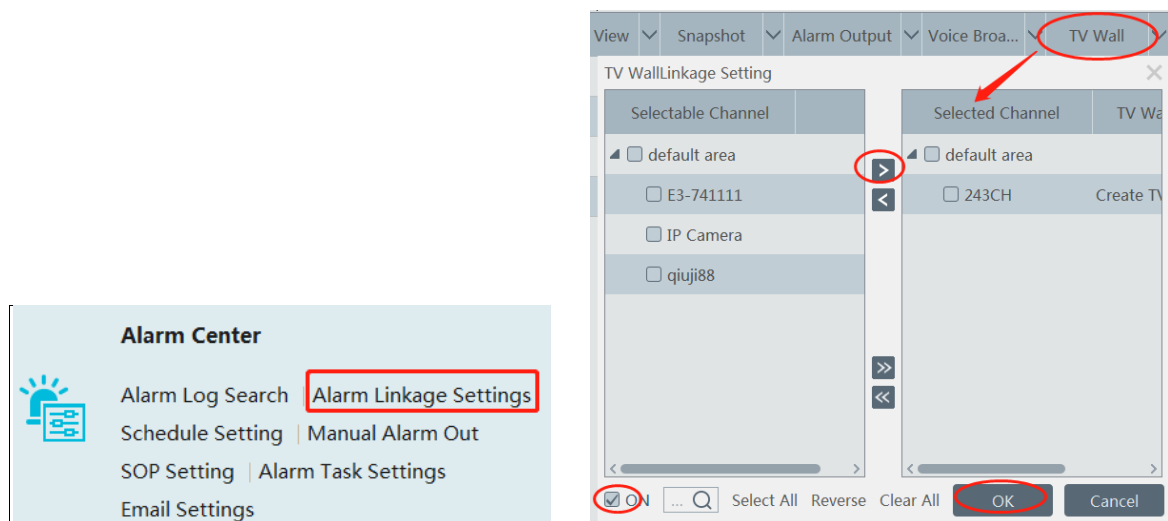 Alarm Center
Alarm Log Search | Alarm Linkage Settings
Schedule Setting | Manual Alarm Out
SOP Setting | Alarm Task Settings
Email Settings
View Snapshot Alarm Output Voice Broa... TV Wall
TV WallLinkage Setting
Selectable Channel Selected Channel TV Wa
default area default area
E3-741111 243CH Create TV
IP Camera
qiuji88
ON ... Select All Reverse Clear All OK Cancel